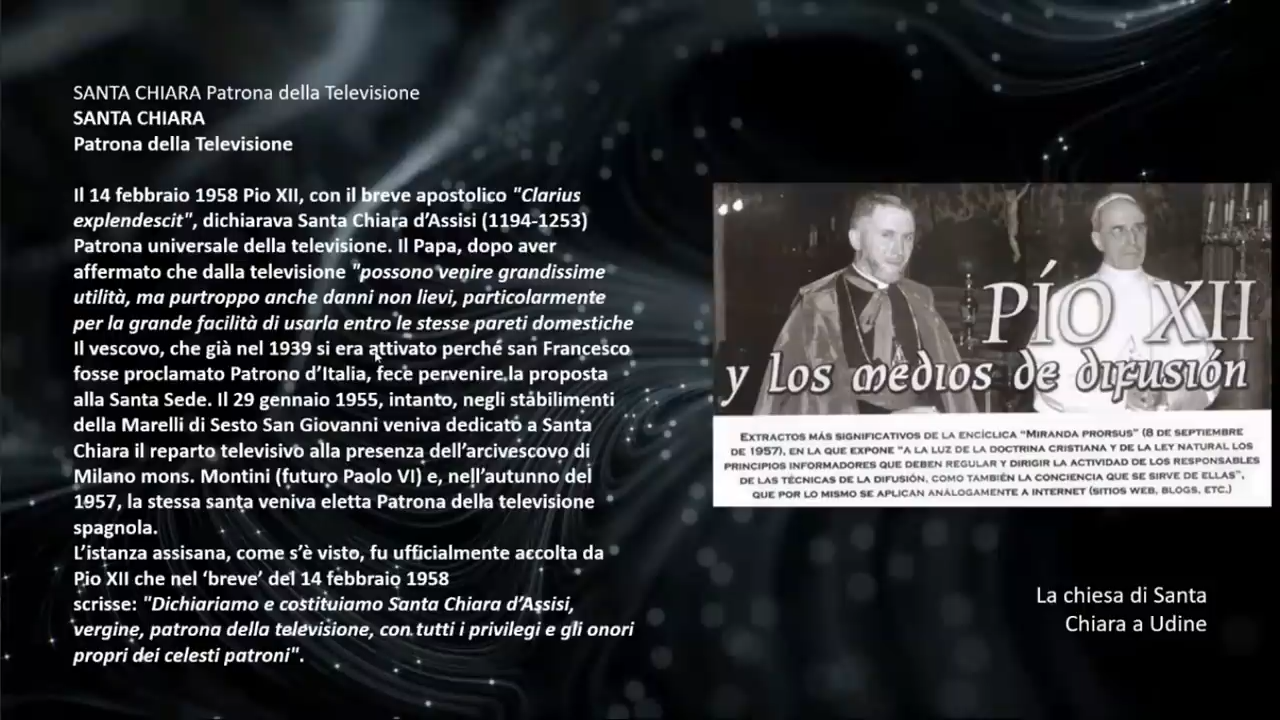 SANTA CHIARA Patrona della Televisione
SANTA CHIARA
Patrona della Televisione
Il 14 febbraio 1958 Pio XII, con il breve apostolico "Clarius
explendescit", dichiarava Santa Chiara d’Assisi (1194-1253)
Patrona universale della televisione. Il Papa, dopo aver
affermato che dalla televisione "possono venire grandissime
utilità, ma purtroppo anche danni non lievi, particolarmente
per la grande facilità di usarla entro le stesse pareti domestiche
Il vescovo, che già nel 1939 si era attivato perché san Francesco
fosse proclamato Patrono d’Italia, fece pervenire la proposta
alla Santa Sede. Il 29 gennaio 1955, intanto, negli stabilimenti
della Marelli di Sesto San Giovanni veniva dedicato a Santa
Chiara il reparto televisivo alla presenza dell’arcivescovo di
Milano mons. Montini (futuro Paolo VI) e, nell’autunno del
1957, la stessa santa veniva eletta Patrona della televisione
spagnola.
L’istanza assisana, come s’è visto, fu ufficialmente accolta da
Pio XII che nel ‘breve’ del 14 febbraio 1958
scrisse: "Dichiariamo e costituiamo Santa Chiara d’Assisi,
vergine, patrona della televisione, con tutti i privilegi e gli onori
propri dei celesti patroni".
PÍO XII
y los medios de difusión
EXTRACTOS MÁS SIGNIFICATIVOS DE LA ENCÍCLICA “MIRANDA PRORSUS” (8 DE SEPTIEMBRE
DE 1957), EN LA QUE EXPONE “A LA LUZ DE LA DOCTRINA CRISTIANA Y DE LA LEY NATURAL LOS
PRINCIPIOS INFORMADORES QUE DEBEN REGULAR Y DIRIGIR LA ACTIVIDAD DE LOS RESPONSABLES
DE LAS TÉCNICAS DE LA DIFUSIÓN, COMO TAMBIÉN LA CONCIENCIA QUE SE SIRVE DE ELLAS”,
QUE POR LO MISMO SE APLICAN ANÁLOGAMENTE A INTERNET (SITIOS WEB, BLOGS, ETC.)
La chiesa di Santa
Chiara a Udine